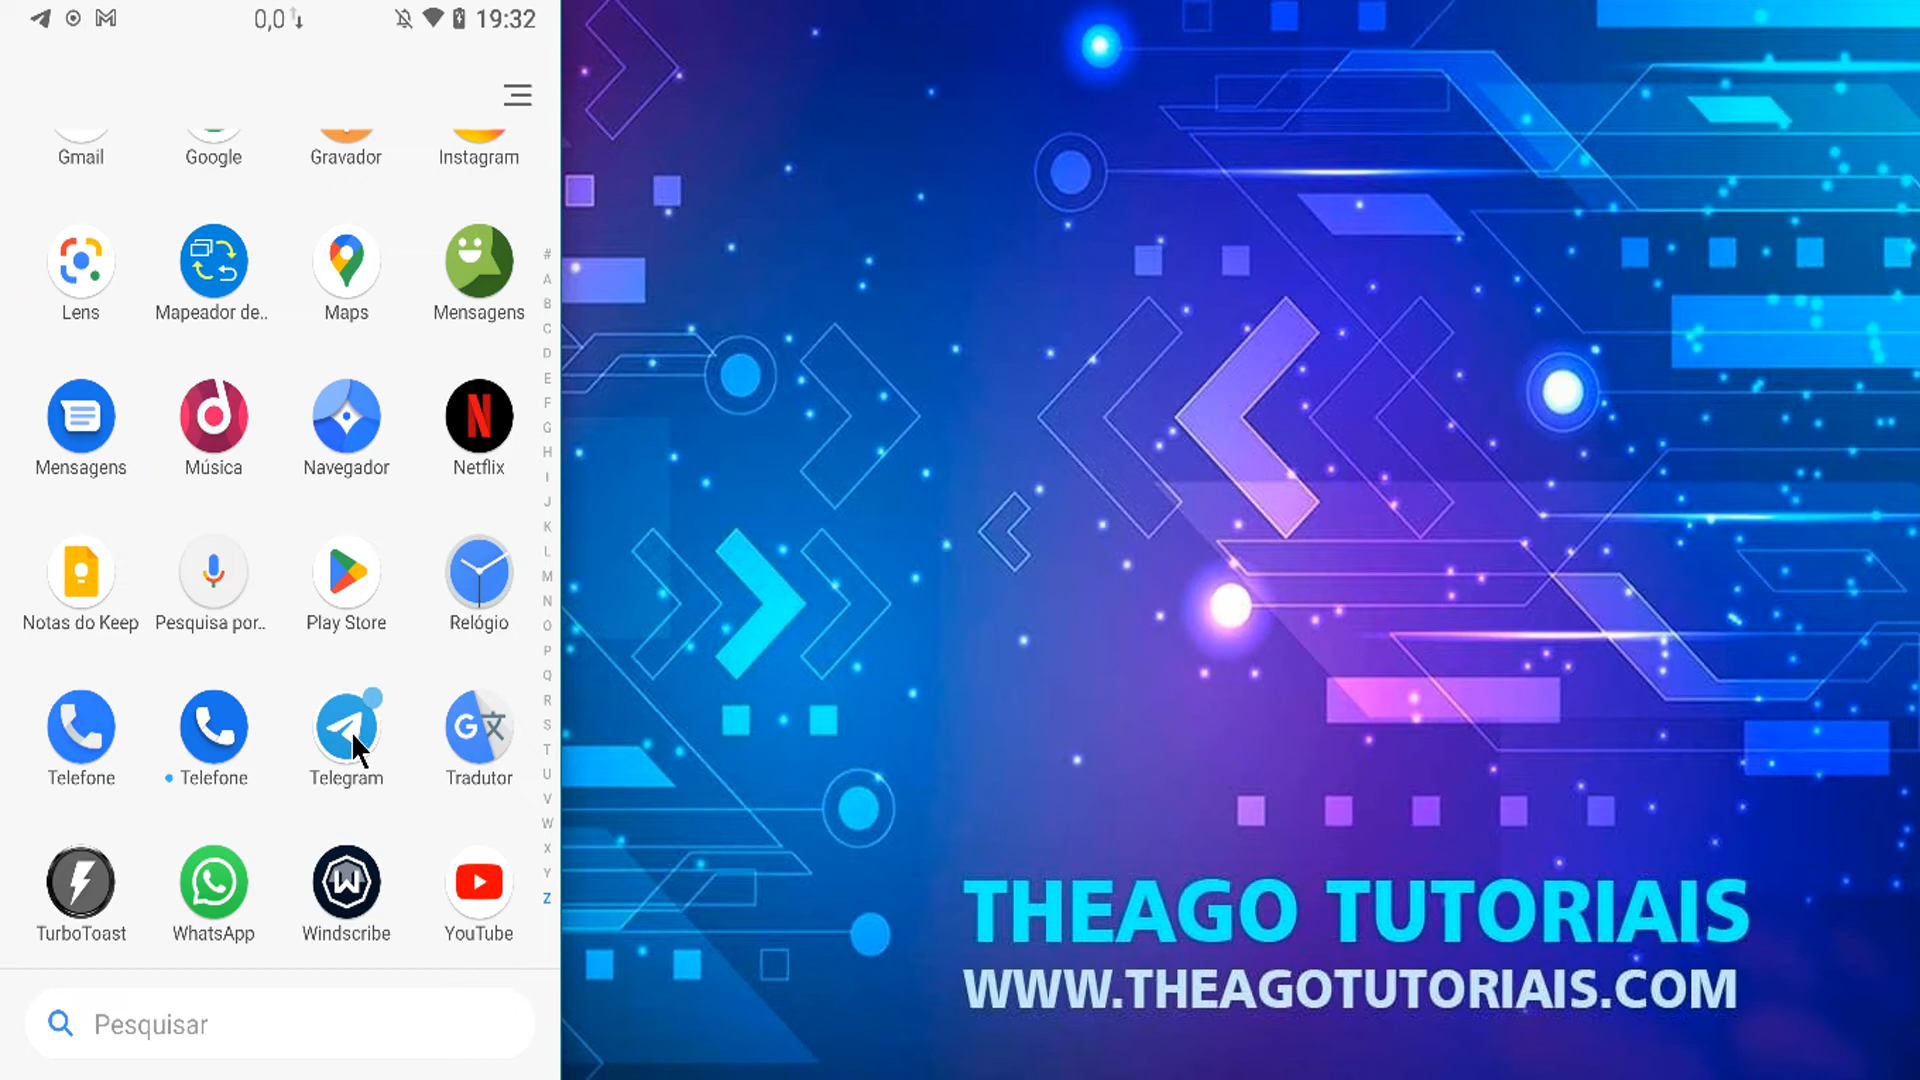 0,0
19:32
Gmail
Google
Gravador
Instagram
Lens
Mapeador de..
Maps
Mensagens
Mensagens
Música
Navegador
Netflix
Notas do Keep
Pesquisa por..
Play Store
Relógio
Telefone
Telefone
Telegram
Tradutor
TurboToast
WhatsApp
Windscribe
YouTube
#
A
B
C
D
E
F
G
H
I
J
K
L
M
N
O
P
Q
R
S
T
U
V
W
X
Y
Z
Pesquisar
THEAGO TUTORIAIS
WWW.THEAGOTUTORIAIS.COM